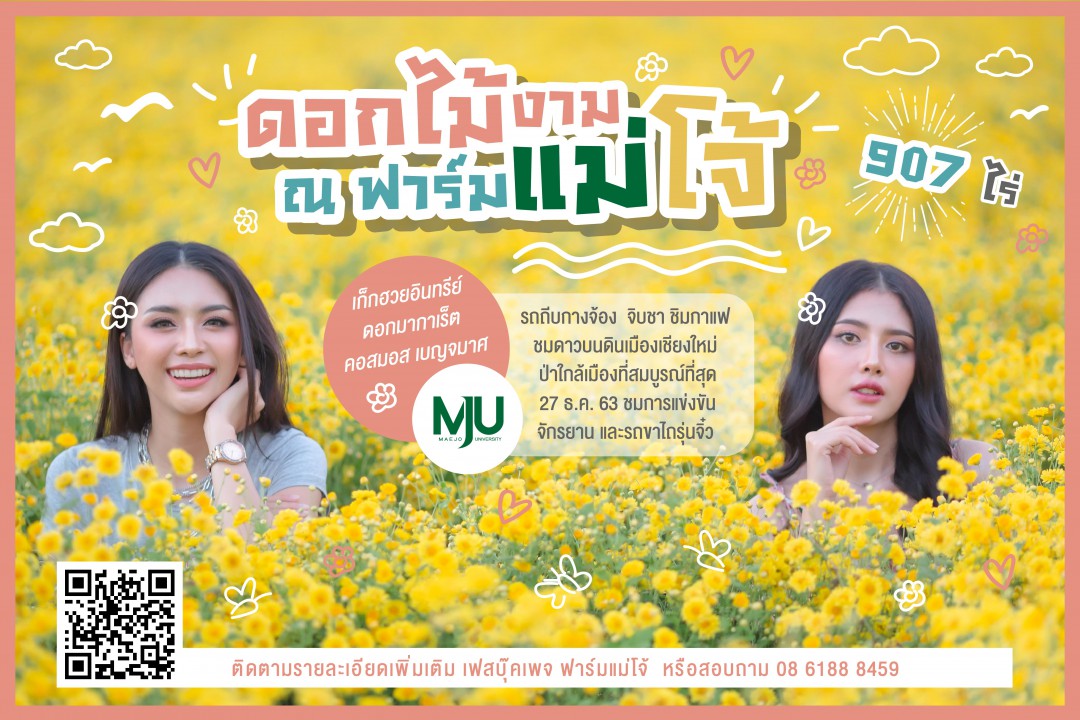 ดอกไม้งาม
ณ ฟาร์มแม่โจ้
907 ไร่
เก็กฮวยอินทรีย์
ดอกมากาเร็ต
คอสมอส เบญจมาศ
MJU
MAEJO UNIVERSITY
รถถีบกางจ้อง จิบชา ชิมกาแฟ
ชมดาวบนดินเมืองเชียงใหม่
ป่าใกล้เมืองที่สมบูรณ์ที่สุด
27 ธ.ค. 63 ชมการแข่งขัน
จักรยาน และรถขาไถรุ่นจิ๋ว
ติดตามรายละเอียดเพิ่มเติม เฟสบุ๊คเพจ ฟาร์มแม่โจ้ หรือสอบถาม 08 6188 8459